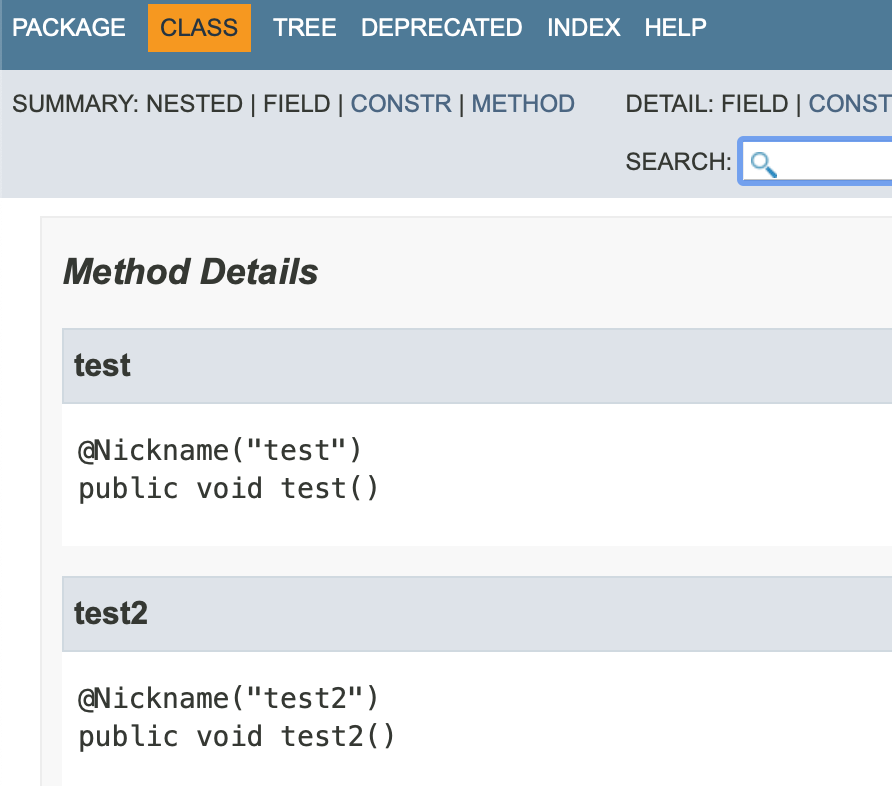 PACKAGE CLASS TREE DEPRECATED INDEX HELP
SUMMARY: NESTED | FIELD | CONSTR | METHOD DETAIL: FIELD | CONST
SEARCH:
Method Details
test
@Nickname("test")
public void test()
test2
@Nickname("test2")
public void test2()